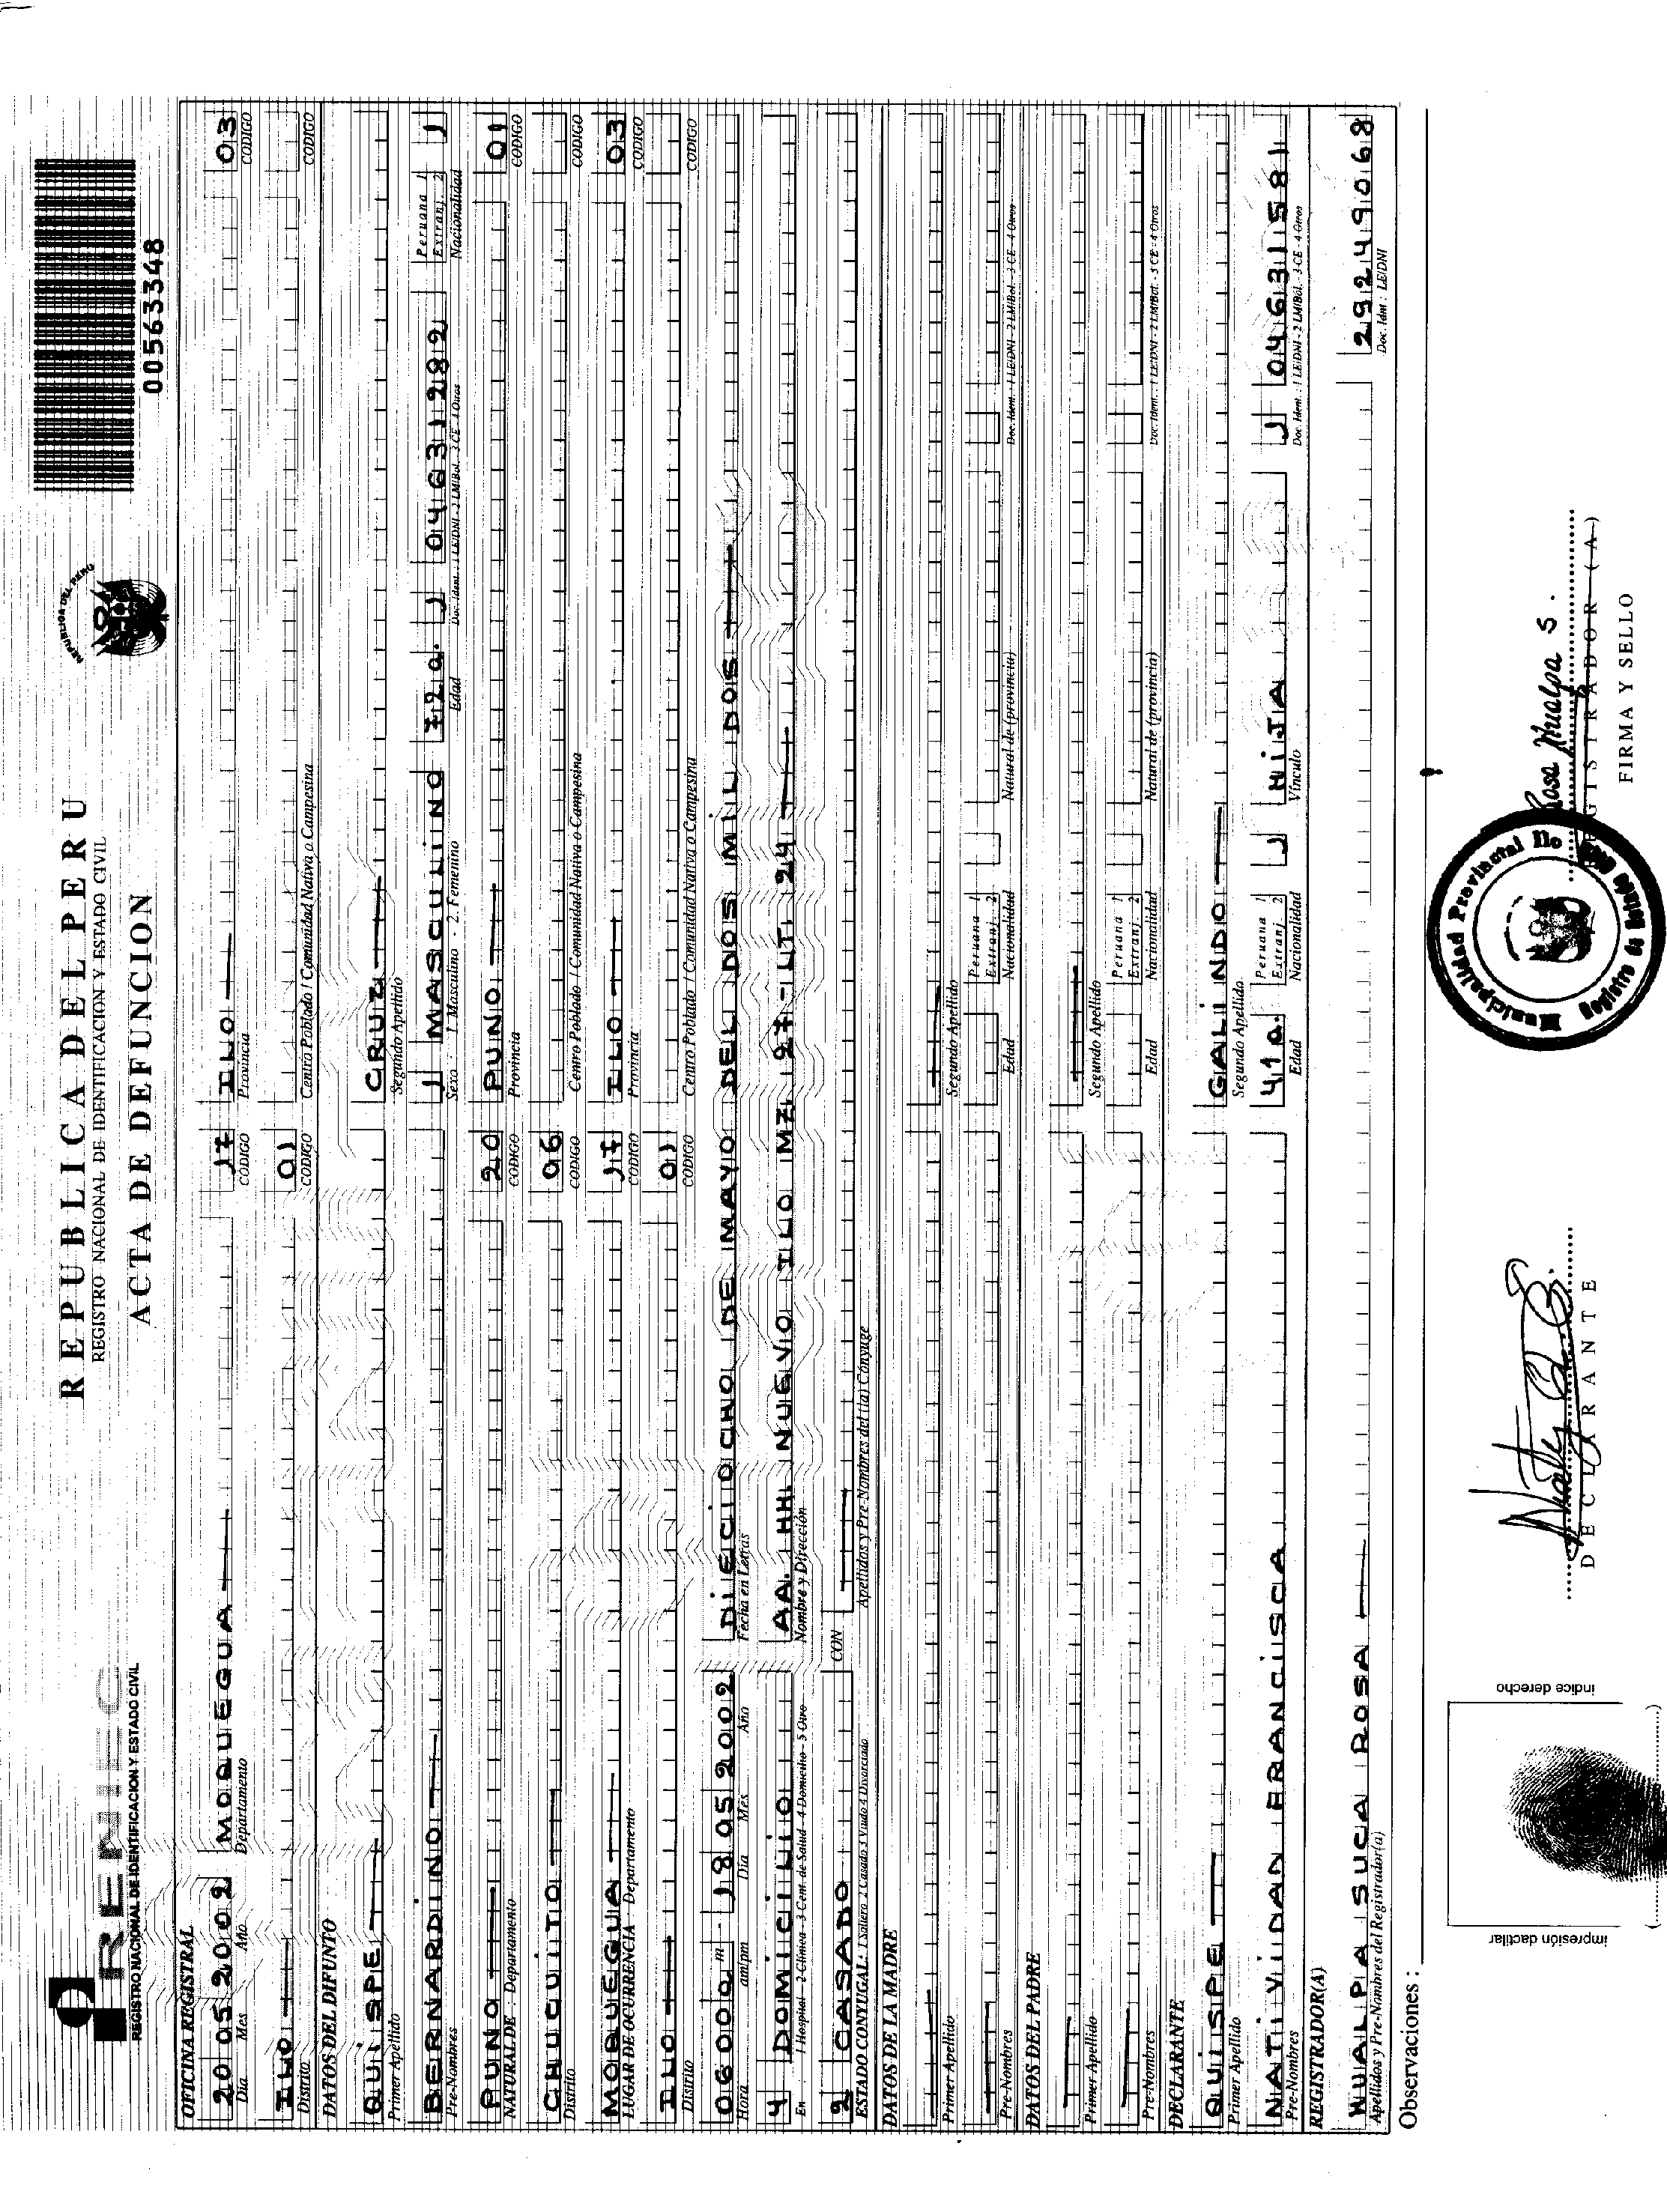 RENIEC
REGISTRO NACIONAL DE IDENTIFICACION Y ESTADO CIVIL
REPUBLICA DEL PERU
REGISTRO NACIONAL DE IDENTIFICACION Y ESTADO CIVIL
ACTA DE DEFUNCION
REPUBLICA DEL PERU
00563348
OFICINA REGISTRAL
20 05 2002 MOQUEGUA 17 ILO 03
Dia Mes Año Departamento CODIGO Provincia CODIGO
ILO 01
Distrito CODIGO Centro Poblado / Comunidad Nativa o Campesina CODIGO
DATOS DEL DIFUNTO
QUISPE CRUZ
Primer Apellido Segundo Apellido
BERNARDINO 1 MASCULINO 72 a. 1 04631282 Peruana 1 Extranj. 2 1
Pre-Nombres Sexo : 1. Masculino - 2. Femenino Edad Doc. Ident. : 1 LE/DNI - 2 LM/Bol. - 3 CE - 4 Otros Nacionalidad
PUNO 20 PUNO 01
NATURAL DE : Departamento CODIGO Provincia CODIGO
CHUCUITO 06
Distrito CODIGO Centro Poblado / Comunidad Nativa o Campesina CODIGO
MOQUEGUA 17 ILO 03
LUGAR DE OCURRENCIA : Departamento CODIGO Provincia CODIGO
ILO 01
Distrito CODIGO Centro Poblado / Comunidad Nativa o Campesina CODIGO
0600 am 18 05 2002 DIECIOCHO DE MAYO DEL DOS MIL DOS
Hora am/pm Dia Mes Año Fecha en Letras
4 DOMICILIO AA. HH. NUEVO ILO MZ 27-LT. 24
En : 1 Hospital - 2 Clínica - 3 Cent. de Salud - 4 Domicilio - 5 Otro Nombre y Dirección
2 CASADO CON
ESTADO CONYUGAL: 1 Soltero 2 Casado 3 Viudo 4 Divorciado Apellidos y Pre-Nombres del (la) Cónyuge
DATOS DE LA MADRE
Primer Apellido Segundo Apellido
Peruana 1 Extranj. 2
Pre-Nombres Edad Nacionalidad Natural de (provincia) Doc. Ident. : 1 LE/DNI - 2 LM/Bol. - 3 CE - 4 Otros
DATOS DEL PADRE
Primer Apellido Segundo Apellido
Peruana 1 Extranj. 2
Pre-Nombres Edad Nacionalidad Natural de (provincia) Doc. Ident. : 1 LE/DNI - 2 LM/Bol. - 3 CE - 4 Otros
DECLARANTE
QUISPE GALINDO
Primer Apellido Segundo Apellido
NATIVIDAD FRANCISCA 41 a. Peruana 1 Extranj. 2 1 HIJA 1 04631581
Pre-Nombres Edad Nacionalidad Vínculo Doc. Ident. : 1 LE/DNI - 2 LM/Bol. - 3 CE - 4 Otros
REGISTRADOR(A)
HUALPA SUCA ROSA 29249068
Apellidos y Pre-Nombres del Registrador(a) Doc. Idnt : LE/DNI
Observaciones :
impresión dactilar
índice derecho
DECLARANTE
Municipalidad Provincial Ilo
Registro de
Rosa Hualpa S.
REGISTRADOR (A)
FIRMA Y SELLO